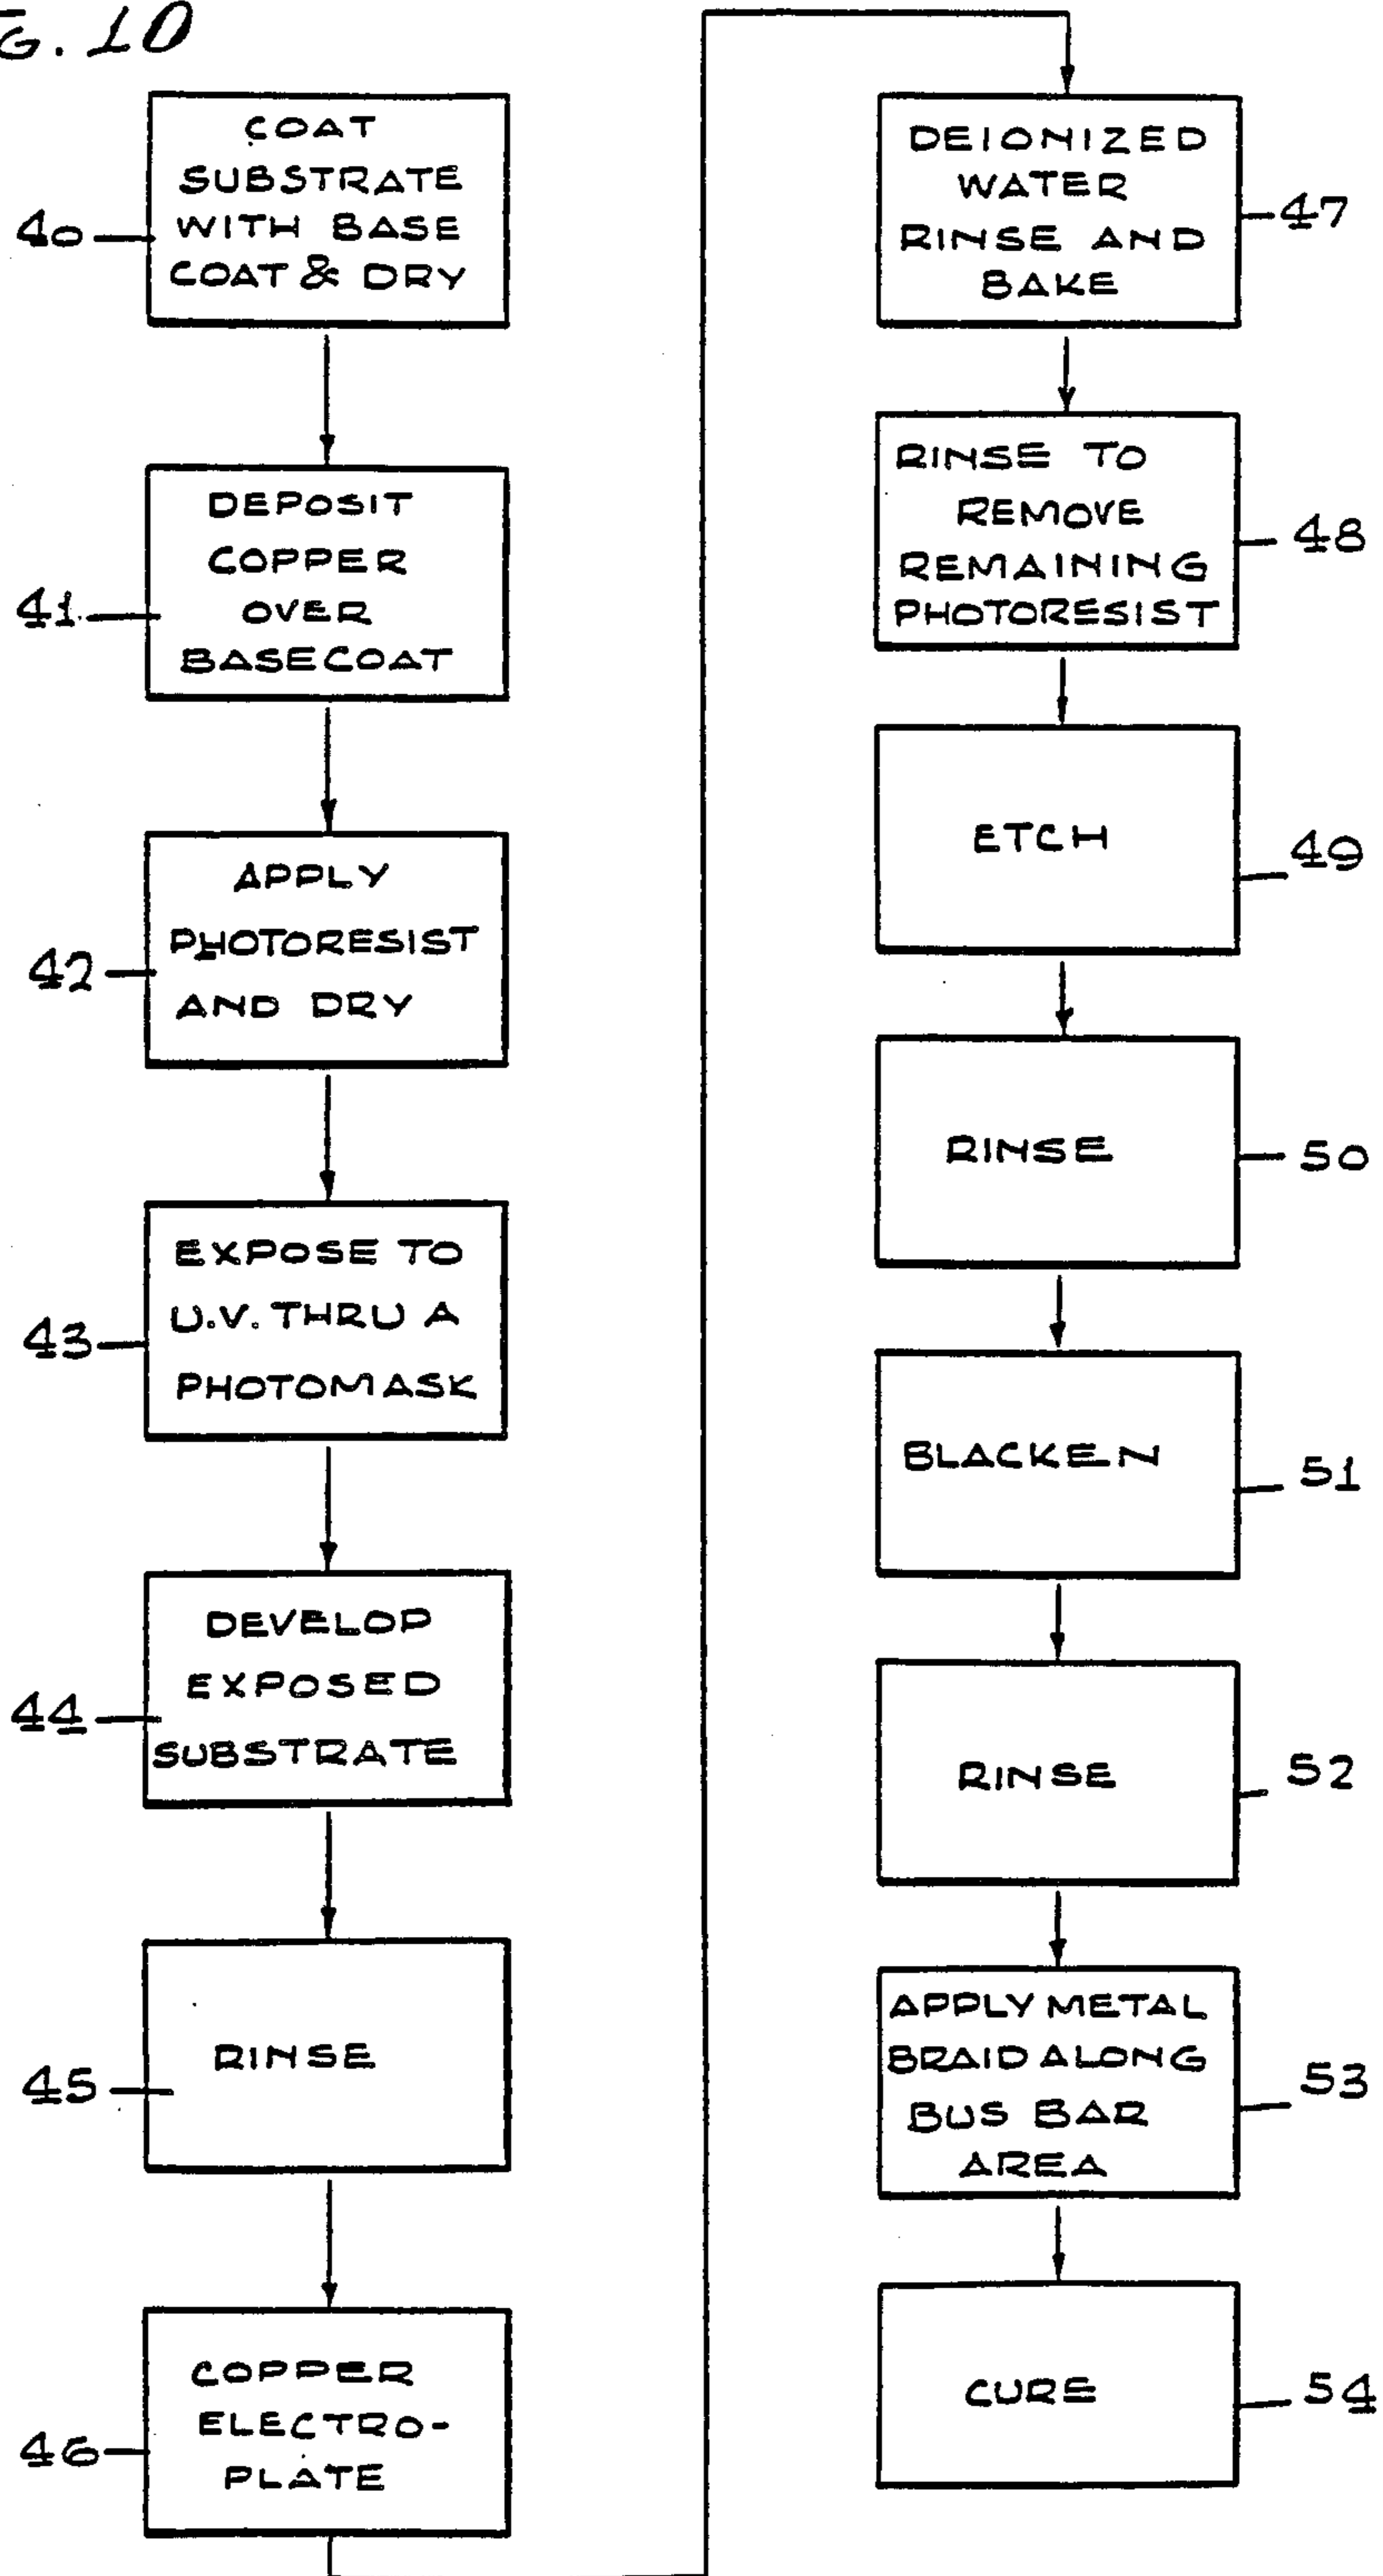 G. 10
COAT
SUBSTRATE
WITH BASE
COAT & DRY
40
DEPOSIT
COPPER
OVER
BASECOAT
41
APPLY
PHOTORESIST
AND DRY
42
EXPOSE TO
U.V. THRU A
PHOTOMASK
43
DEVELOP
EXPOSED
SUBSTRATE
44
RINSE
45
COPPER
ELECTRO-
PLATE
46
DEIONIZED
WATER
RINSE AND
BAKE
47
RINSE TO
REMOVE
REMAINING
PHOTORESIST
48
ETCH
49
RINSE
50
BLACKEN
51
RINSE
52
APPLY METAL
BRAID ALONG
BUS BAR
AREA
53
CURE
54